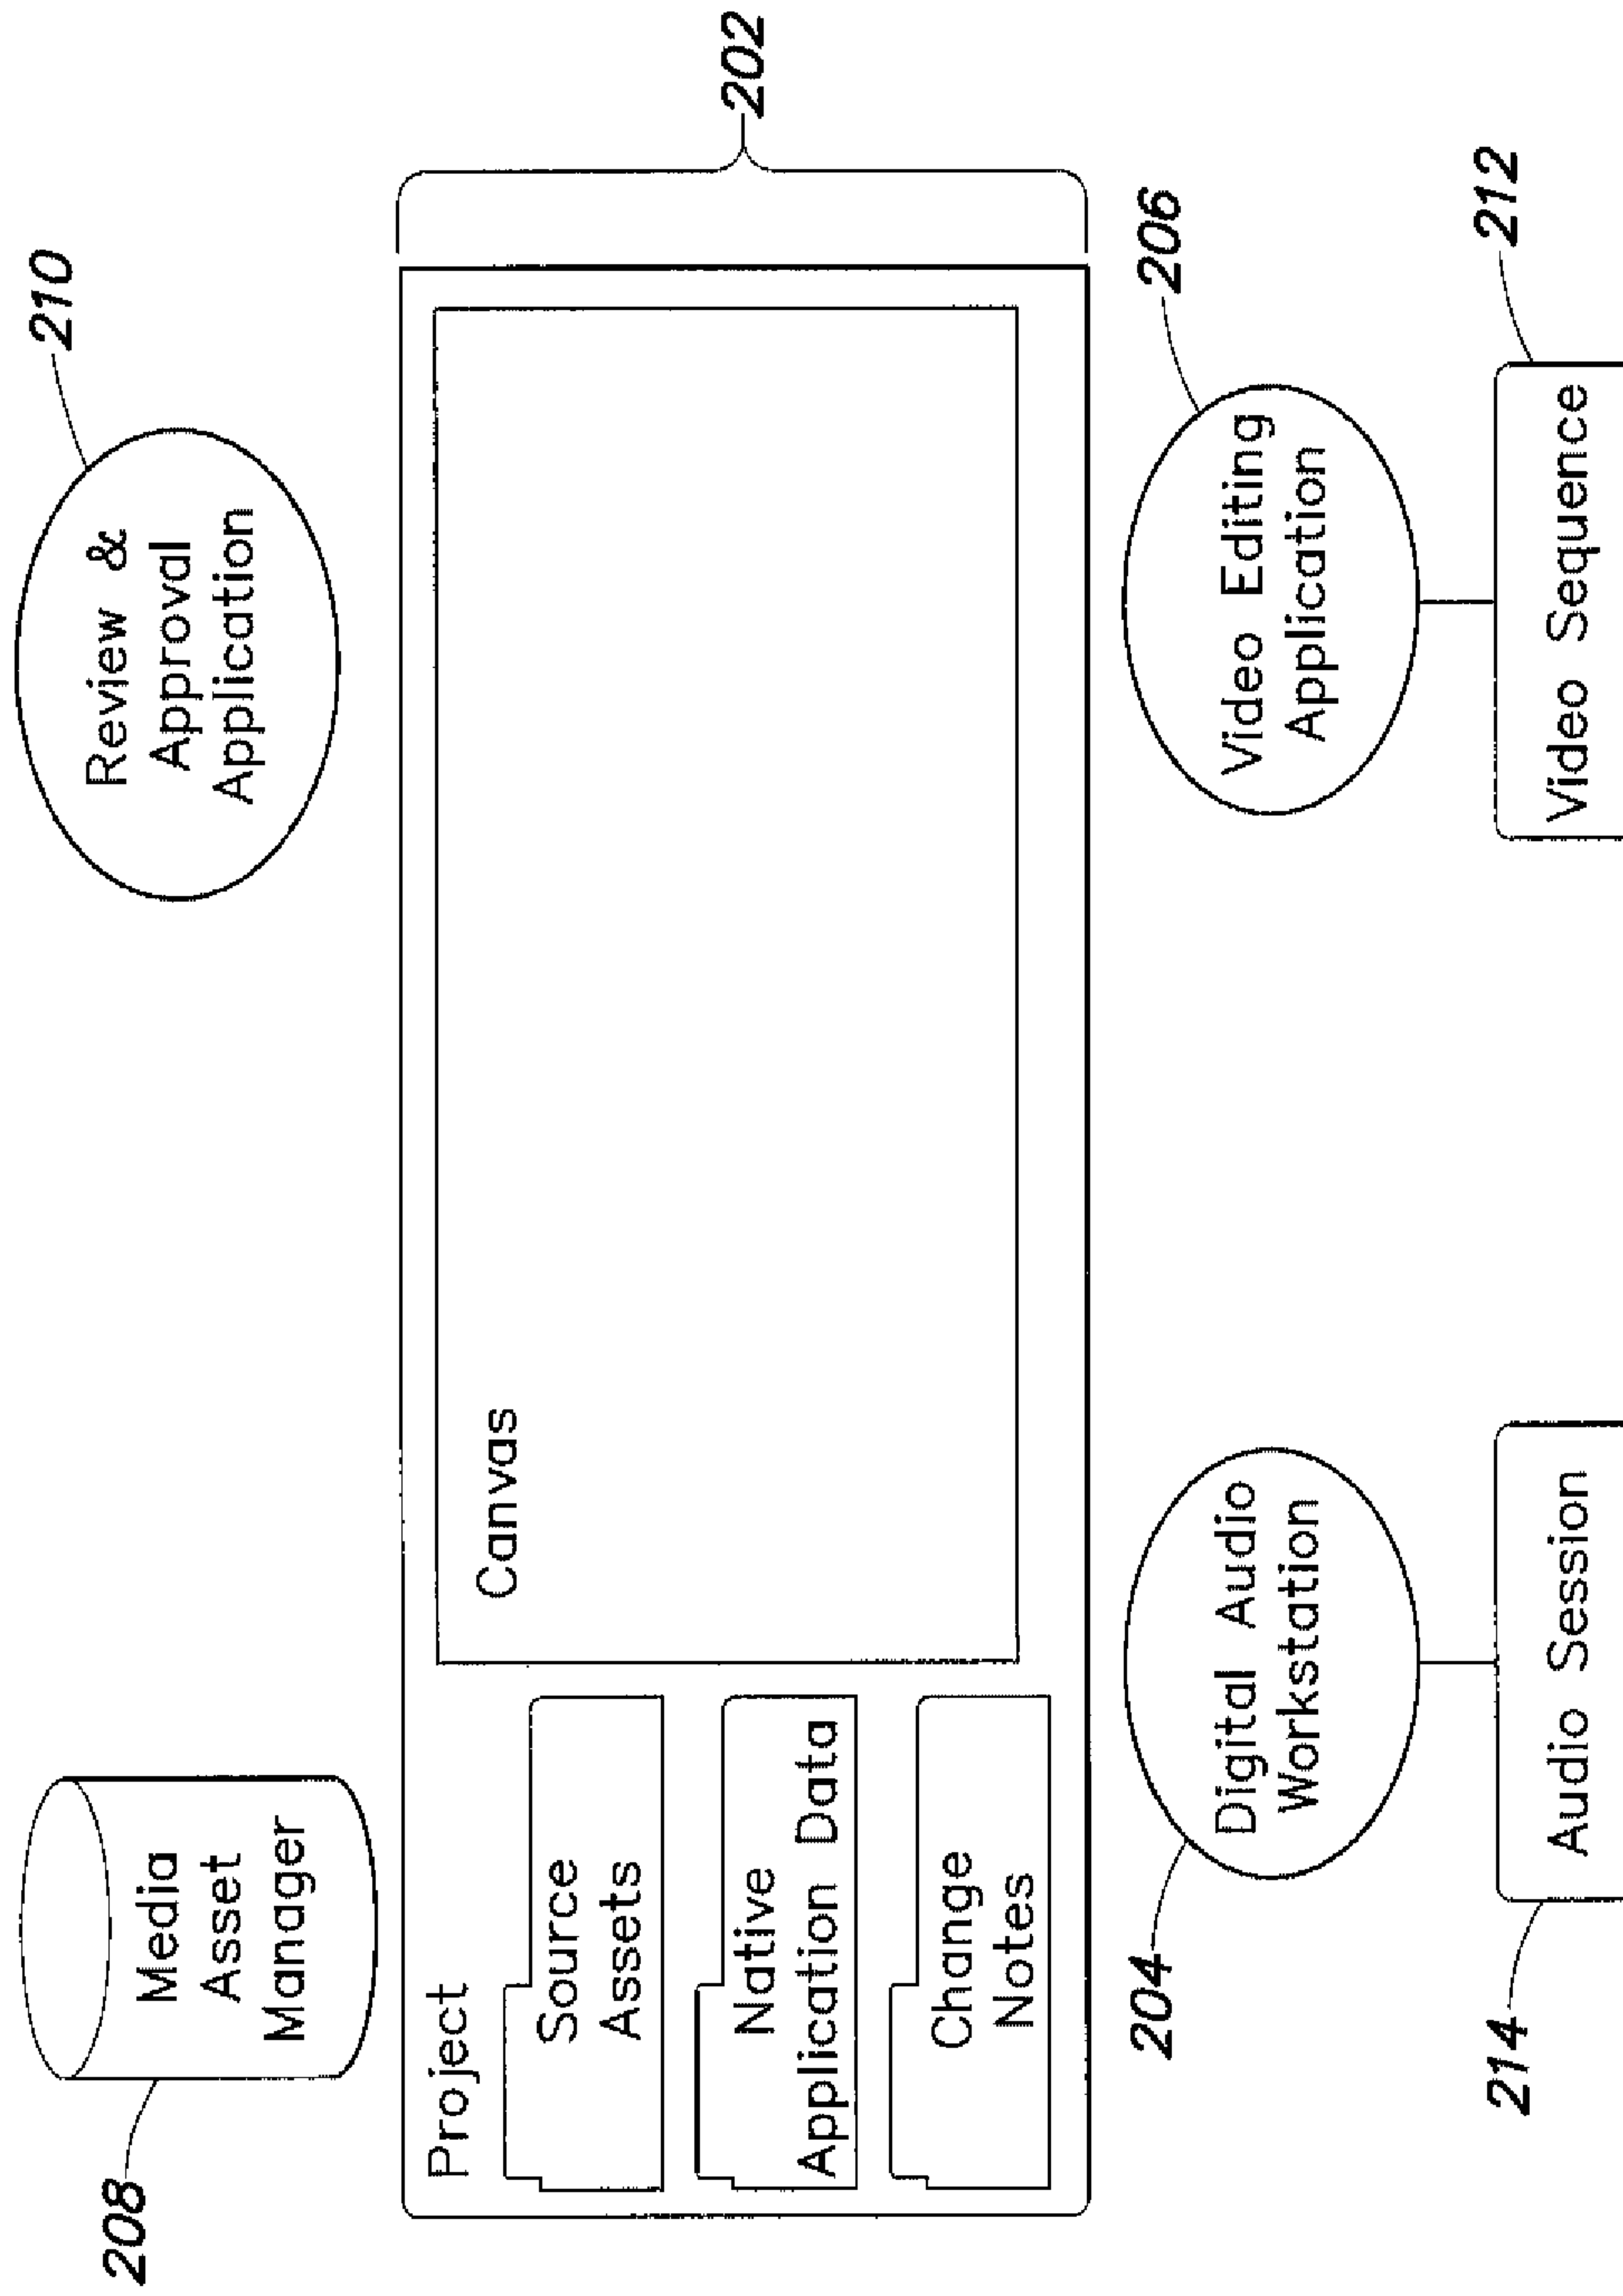 210
208
Media
Asset
Manager
Review &
Approval
Application
Project
Canvas
Source
Assets
Native
Application Data
Change
Notes
202
204
Digital Audio
Workstation
206
Video Editing
Application
214
Audio Session
212
Video Sequence